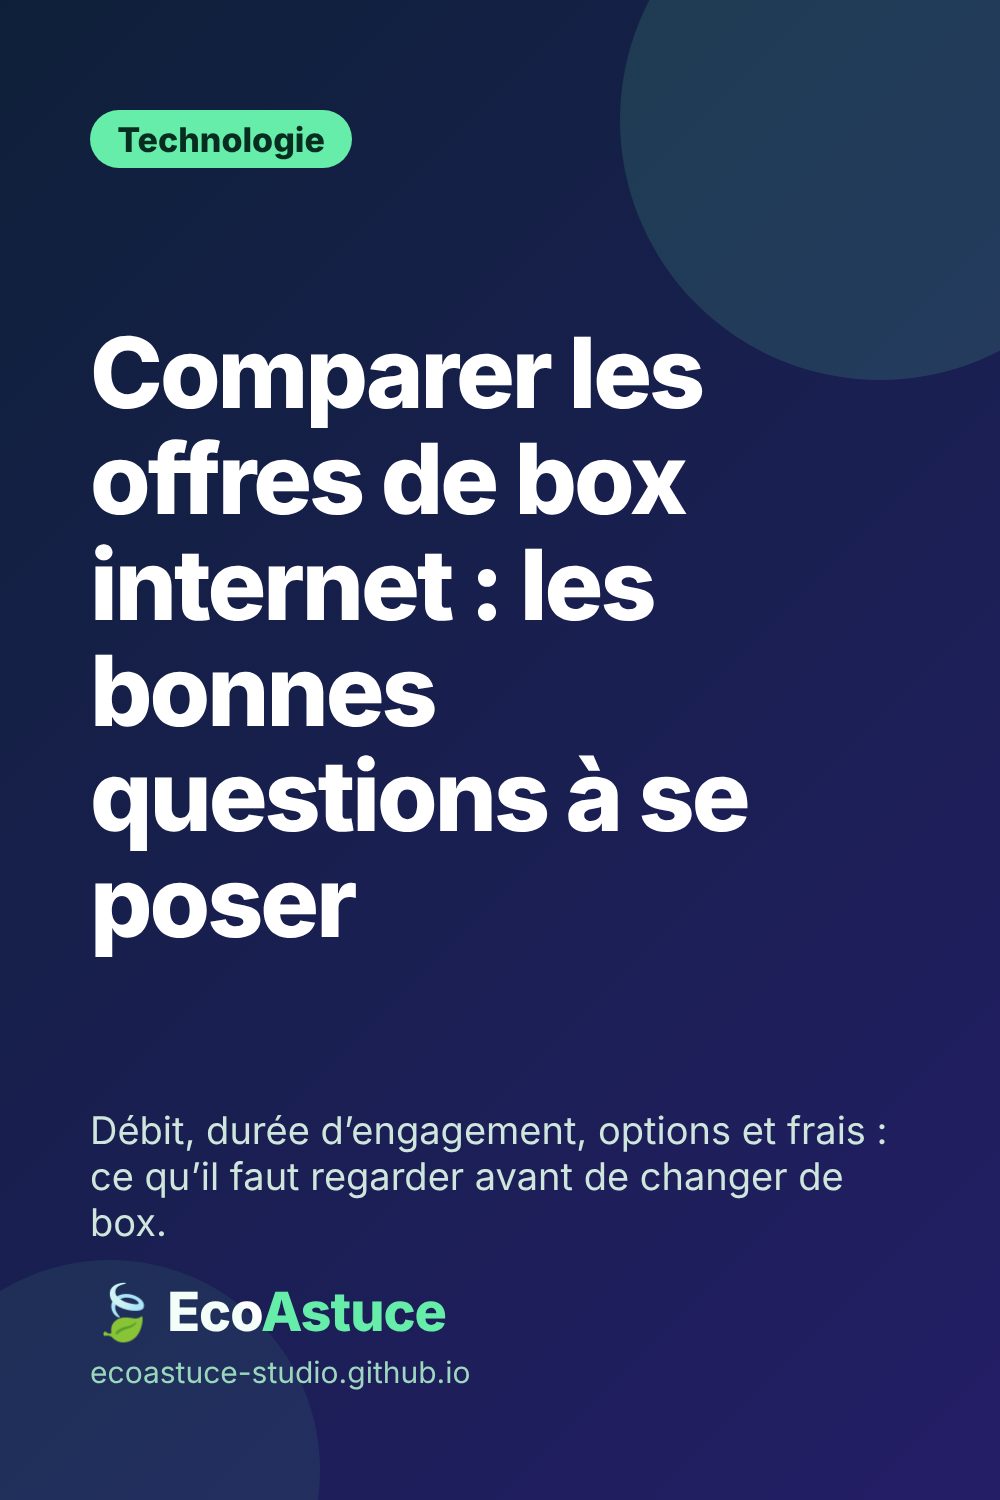 Technologie
Comparer les
offres de box
internet : les
bonnes
questions à se
poser
Débit, durée d’engagement, options et frais :
ce qu’il faut regarder avant de changer de
box.
EcoAstuce
ecoastuce-studio.github.io